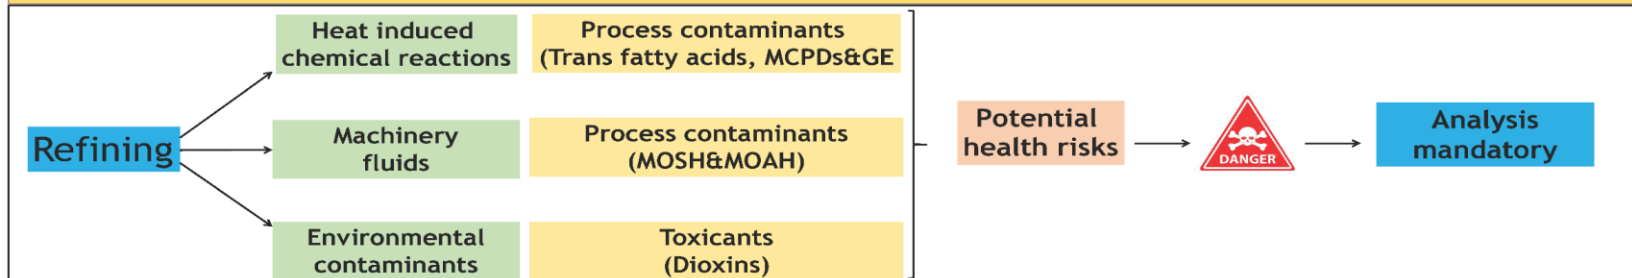 Refining
Heat induced
chemical reactions
Process contaminants
(Trans fatty acids, MCPDs&GE
Machinery
fluids
Process contaminants
(MOSH&MOAH)
Environmental
contaminants
Toxicants
(Dioxins)
Potential
health risks
DANGER
Analysis
mandatory